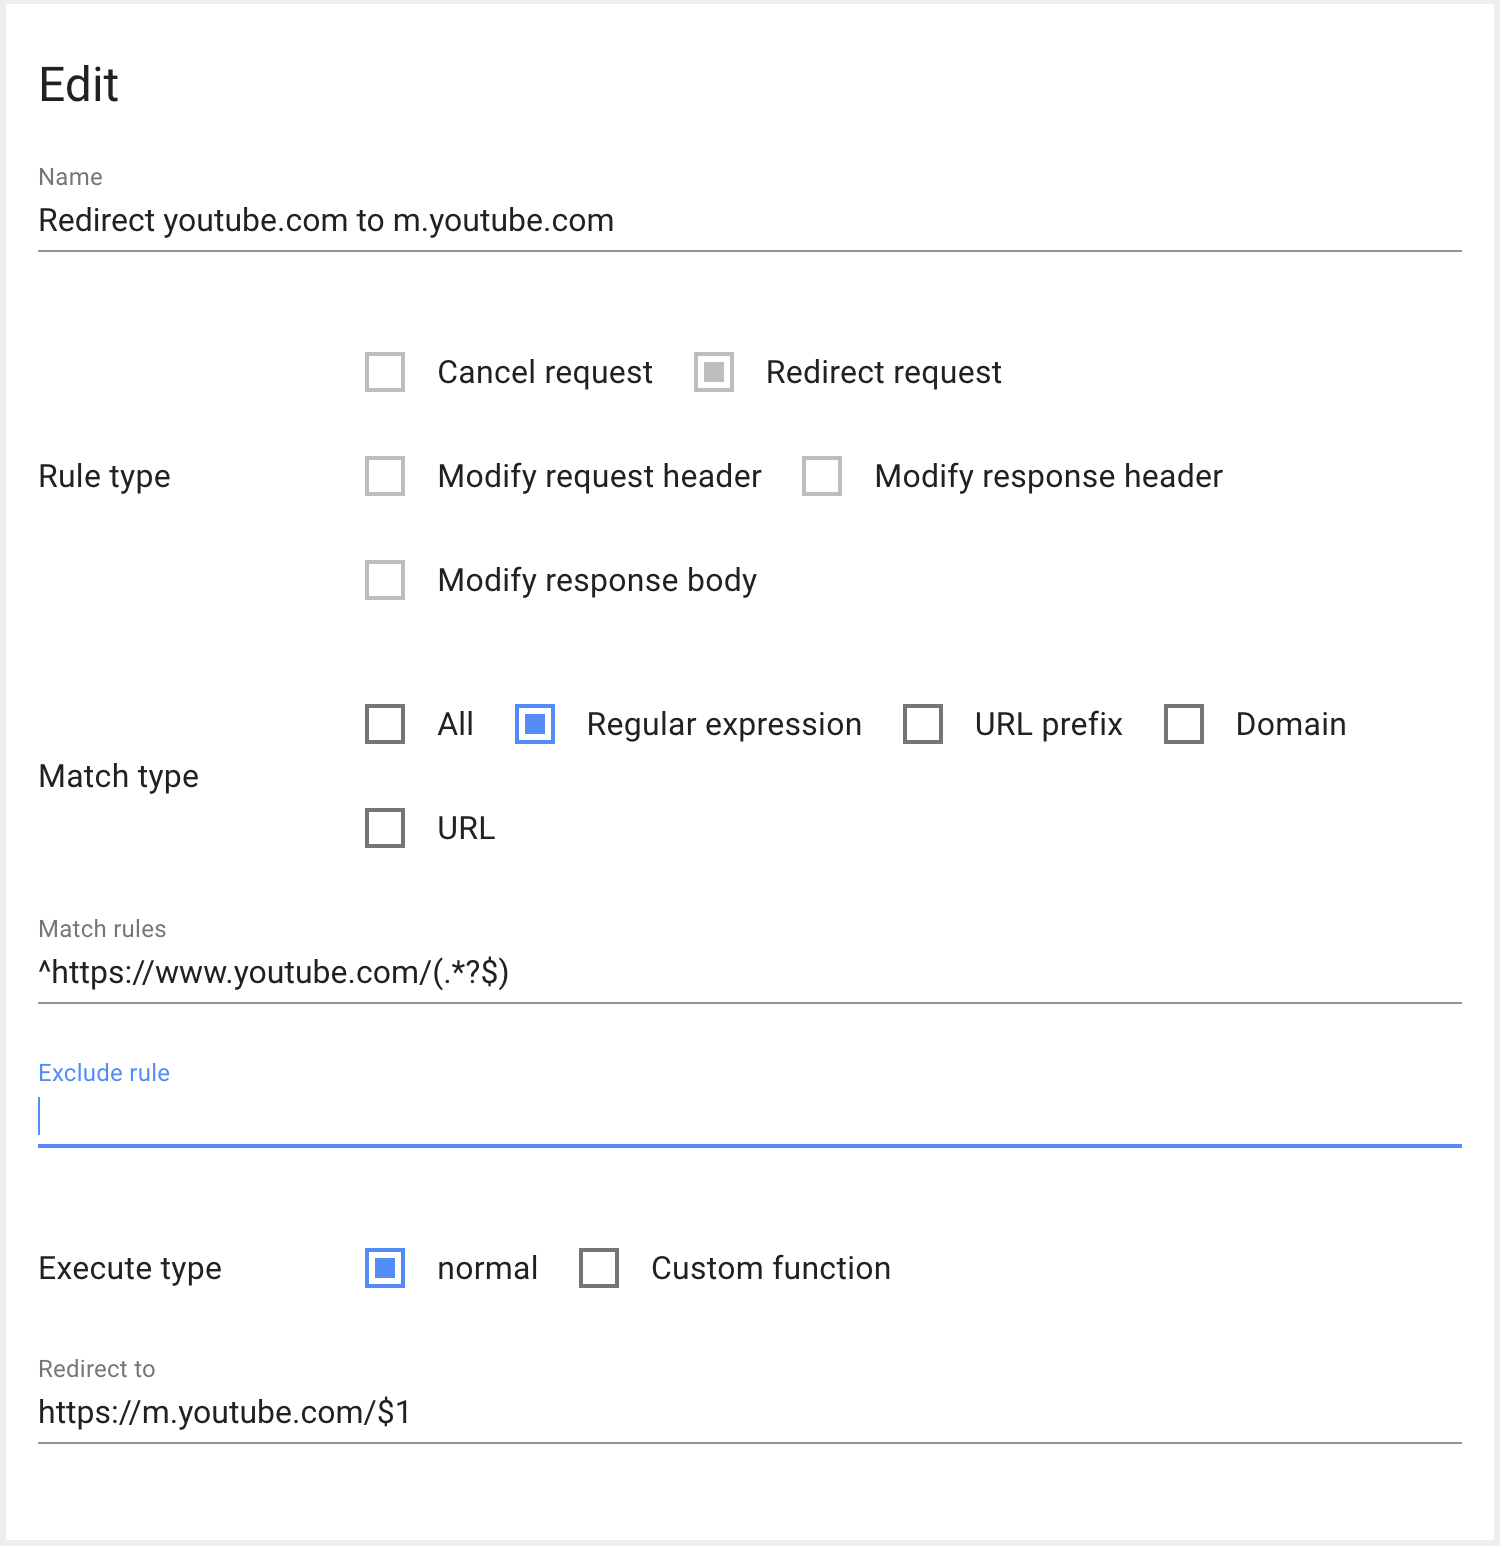 Edit
Name
Redirect youtube.com to m.youtube.com
Cancel request Redirect request
Rule type Modify request header Modify response header
Modify response body
All Regular expression URL prefix Domain
Match type
URL
Match rules
^https://www.youtube.com/(.*?$)
Exclude rule
Execute type normal Custom function
Redirect to
https://m.youtube.com/$1